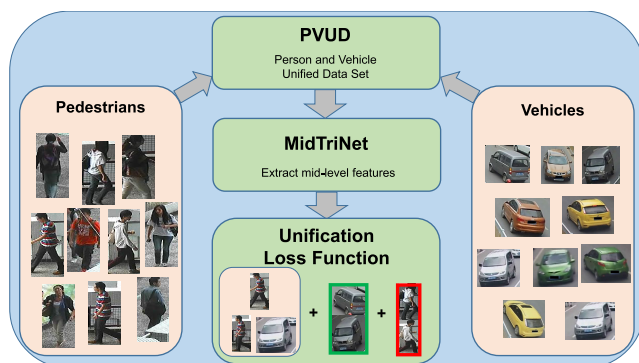 PVUD
Person and Vehicle
Unified Data Set
Pedestrians
Vehicles
MidTriNet
Extract mid-level features
Unification
Loss Function
+
+